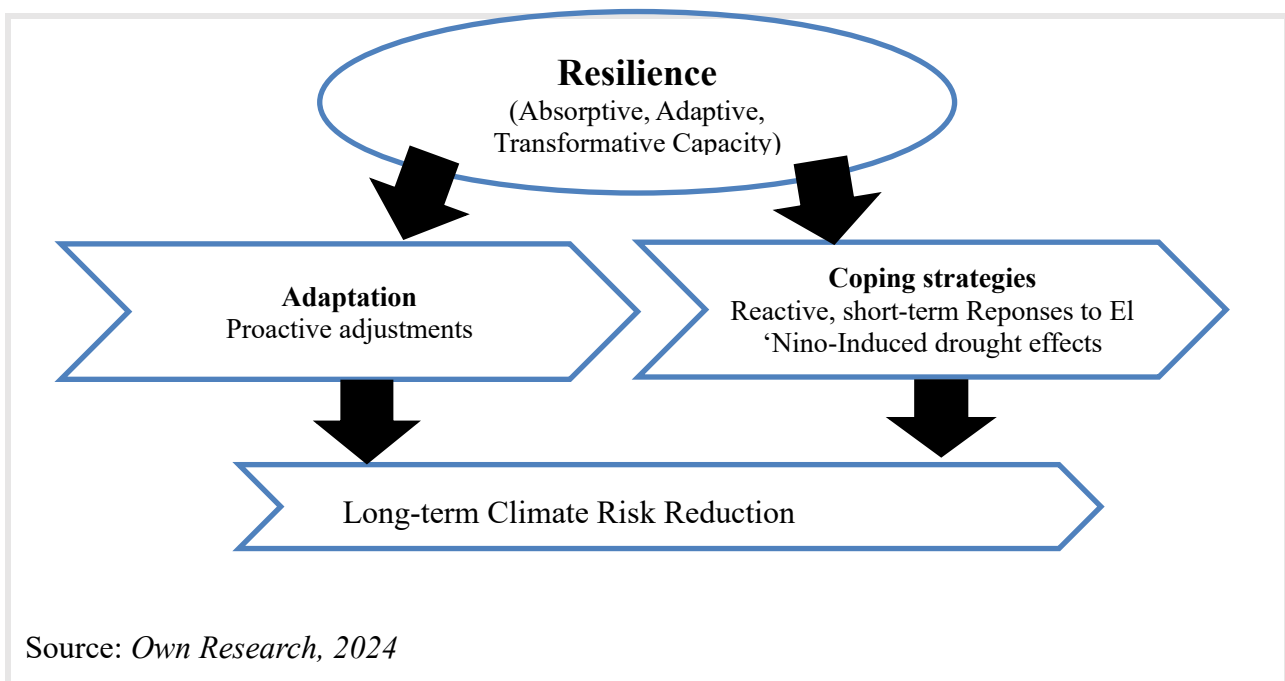 Resilience
(Absorptive, Adaptive,
Transformative Capacity)
Adaptation
Proactive adjustments
Coping strategies
Reactive, short-term Reponses to El
‘Nino-Induced drought effects
Long-term Climate Risk Reduction
Source: Own Research, 2024